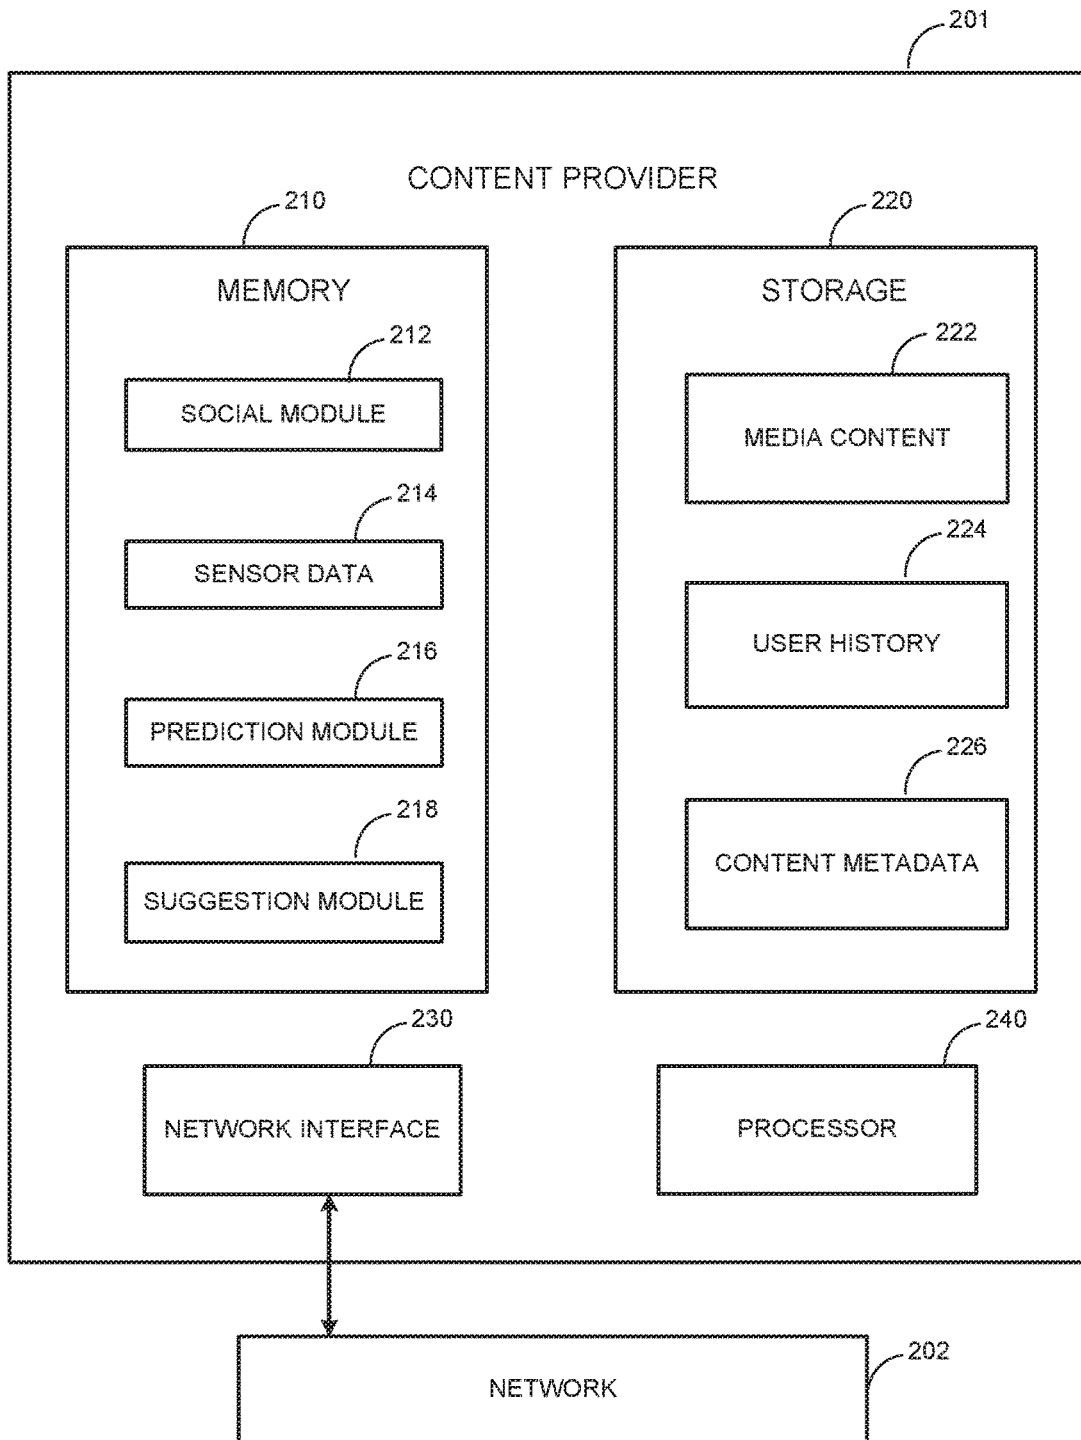 201
CONTENT PROVIDER
210
220
MEMORY
STORAGE
212
222
SOCIAL MODULE
MEDIA CONTENT
214
224
SENSOR DATA
USER HISTORY
216
226
PREDICTION MODULE
CONTENT METADATA
218
SUGGESTION MODULE
230
240
NETWORK INTERFACE
PROCESSOR
202
NETWORK